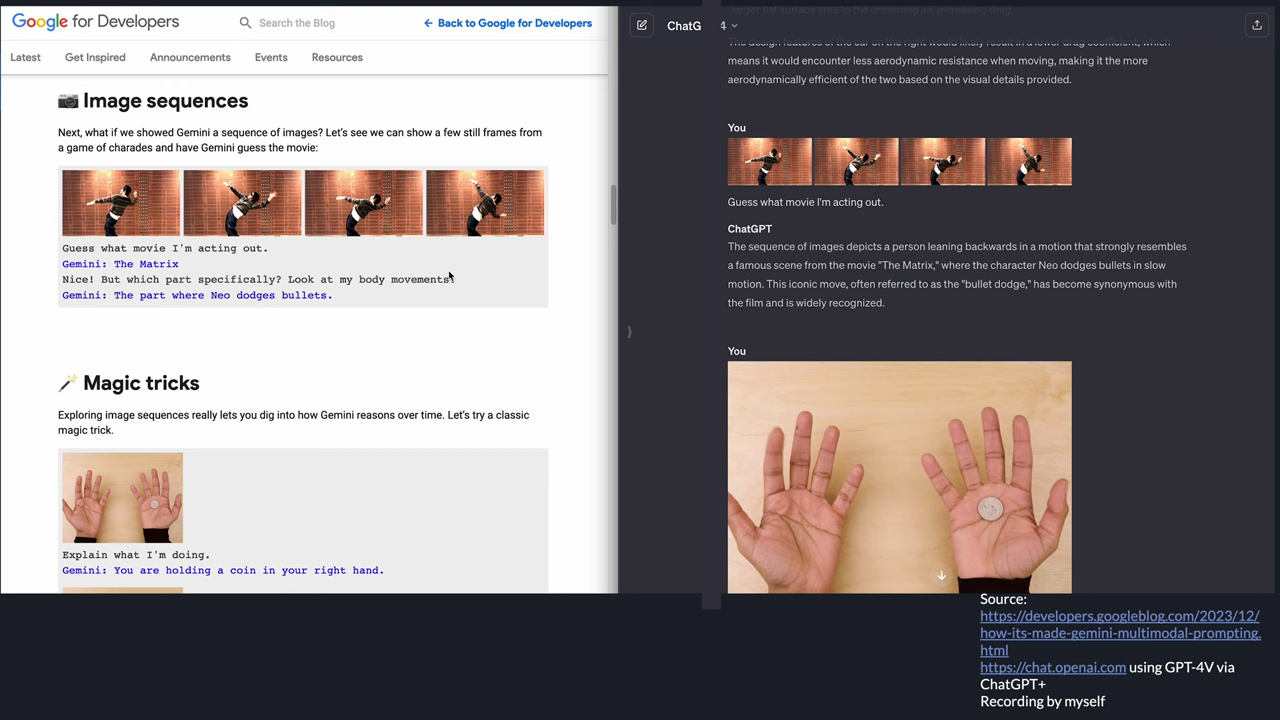 Google for Developers
Search the Blog
← Back to Google for Developers
Latest
Get Inspired
Announcements
Events
Resources
Image sequences
Next, what if we showed Gemini a sequence of images? Let's see we can show a few still frames from
a game of charades and have Gemini guess the movie:
Guess what movie I'm acting out.
Gemini: The Matrix
Nice! But which part specifically? Look at my body movements!
Gemini: The part where Neo dodges bullets.
Magic tricks
Exploring image sequences really lets you dig into how Gemini reasons over time. Let's try a classic
magic trick.
Explain what I'm doing.
Gemini: You are holding a coin in your right hand.
ChatG 4
larger flat surface area to the oncoming air, increasing drag.
The design features of the car on the right would likely result in a lower drag coefficient, which
means it would encounter less aerodynamic resistance when moving, making it the more
aerodynamically efficient of the two based on the visual details provided.
You
Guess what movie I'm acting out.
ChatGPT
The sequence of images depicts a person leaning backwards in a motion that strongly resembles
a famous scene from the movie "The Matrix," where the character Neo dodges bullets in slow
motion. This iconic move, often referred to as the "bullet dodge," has become synonymous with
the film and is widely recognized.
You
Source:
https://developers.googleblog.com/2023/12/
how-its-made-gemini-multimodal-prompting.
html
https://chat.openai.com using GPT-4V via
ChatGPT+
Recording by myself